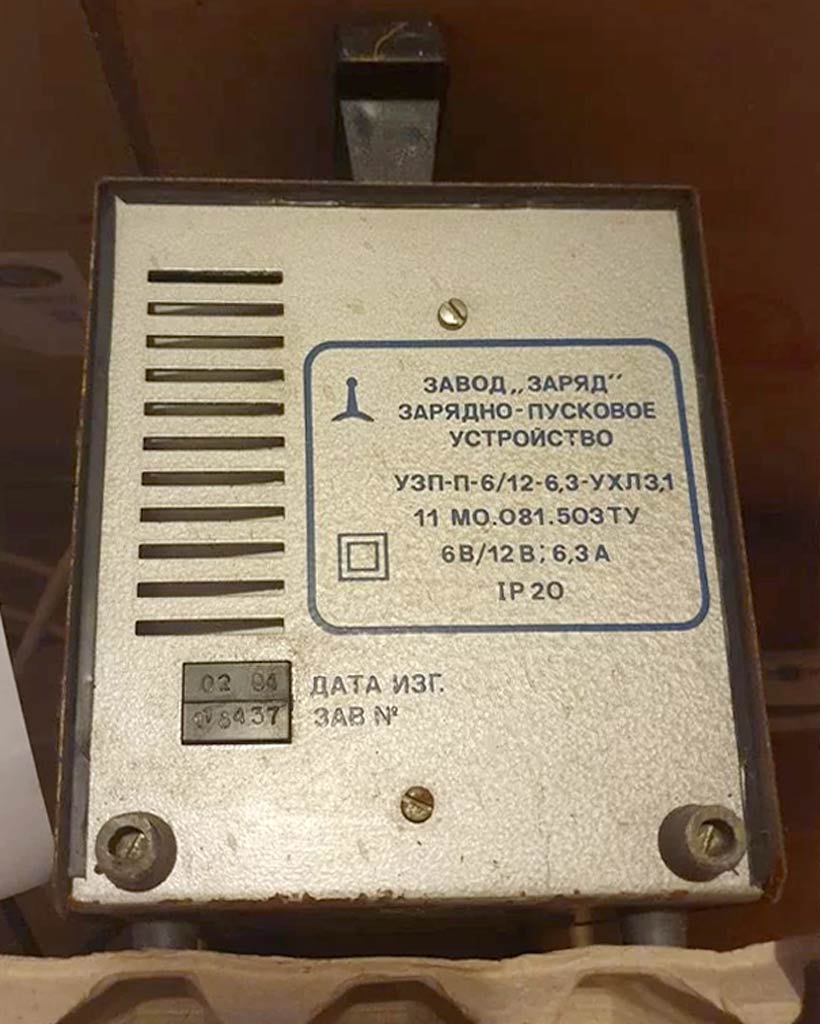 ЗАВОД „ЗАРЯД"
ЗАРЯДНО-ПУСКОВОЕ
УСТРОЙСТВО
УЗП-П-6/12-6,3-УХЛ3,1
11 МО.081.503ТУ
6В/12В; 6,3А
IP20
02
ДАТА ИЗГ.
ЗАВ №